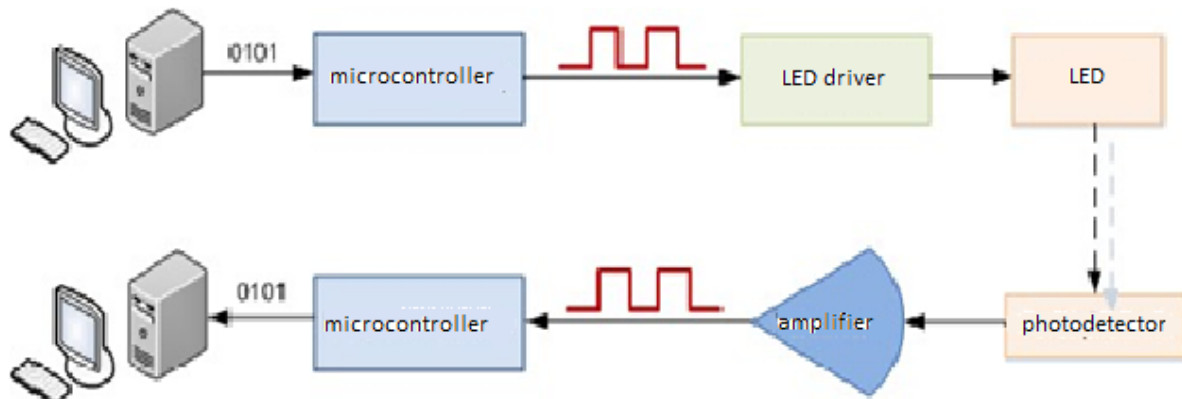 0101
microcontroller
LED driver
LED
0101
microcontroller
amplifier
photodetector